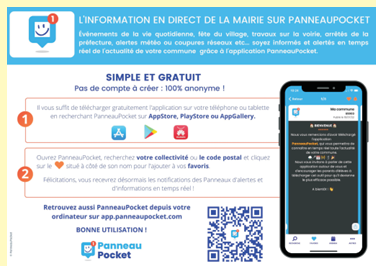 L'INFORMATION EN DIRECT DE LA MAIRIE SUR PANNEAUPOCKET
Événements de la vie quotidienne, fête du village, travaux sur la voirie, arrêtés de la
préfecture, alertes météo ou coupures réseaux etc... soyez informés et alertés en temps
réel de l'actualité de votre commune grâce à l'application PanneauPocket.
SIMPLE ET GRATUIT
Pas de compte à créer : 100% anonyme !
1
Il vous suffit de télécharger gratuitement l'application sur votre téléphone ou tablette
en recherchant PanneauPocket sur AppStore, PlayStore ou AppGallery.
2
Ouvrez PanneauPocket, recherchez votre collectivité ou le code postal et cliquez
sur le situé à côté de son nom pour l'ajouter à vos favoris.
Félicitations, vous recevrez désormais les notifications des Panneaux d'alertes et
d'informations en temps réel !
Retrouvez aussi PanneauPocket depuis votre
ordinateur sur app.panneaupocket.com
BONNE UTILISATION !
Panneau
Pocket
BIENVENUE